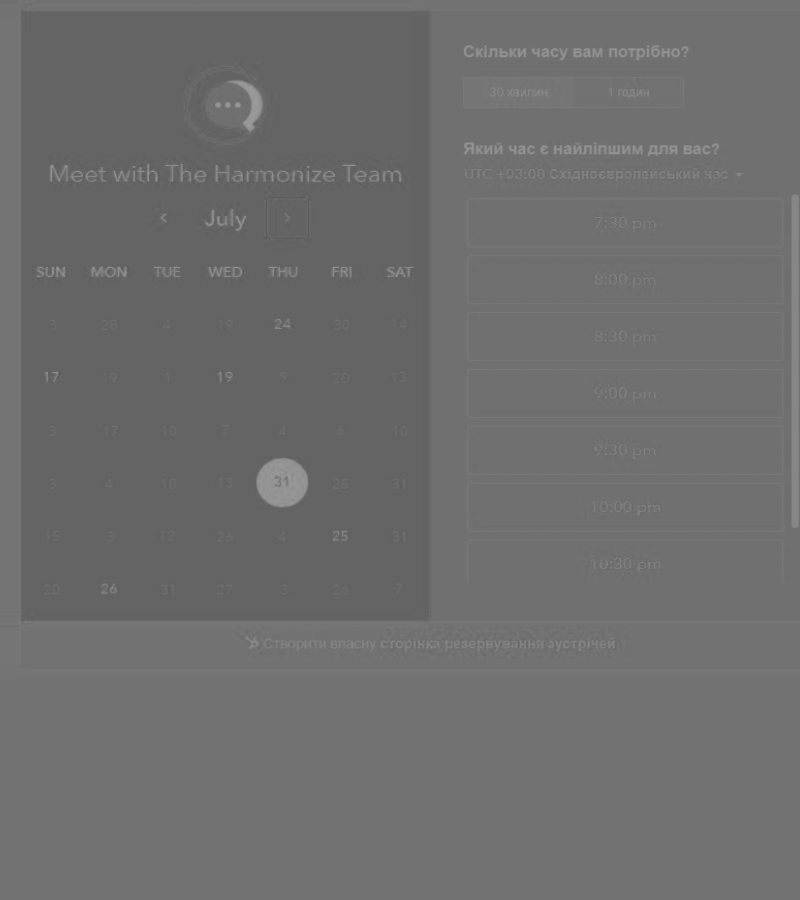 Meet with The Harmonize Team
July
SUN MON TUE WED THU FRI SAT
3 28 4 19 24 30 14
17 19 1 19 9 20 13
3 17 10 7 4 6 10
3 4 10 13 31 28 31
15 3 12 26 4 25 31
20 26 31 27 3 26 7
Скільки часу вам потрібно?
30 хвилин 1 годин
Який час є найліпшим для вас?
UTC +03:00 Східноєвропейський час
7:30 pm
8:00 pm
8:30 pm
9:00 pm
9:30 pm
10:00 pm
10:30 pm
Створити власну сторінка резервування зустрічей